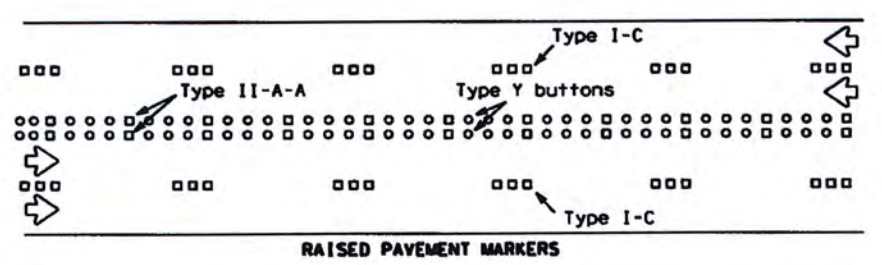 Type I-C
Type II-A-A
Type Y buttons
Type I-C
RAISED PAVEMENT MARKERS